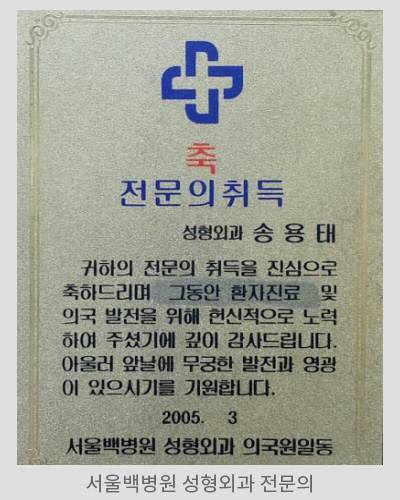 축
전문의취득
성형외과 송용태
귀하의 전문의 취득을 진심으로
축하드리며 그동안 환자진료 및
의국 발전을 위해 헌신적으로 노력
하여 주셨기에 깊이 감사드립니다.
아울러 앞날에 무궁한 발전과 영광
이 있으시기를 기원합니다.
2005. 3
서울백병원 성형외과 의국원일동
서울백병원 성형외과 전문의